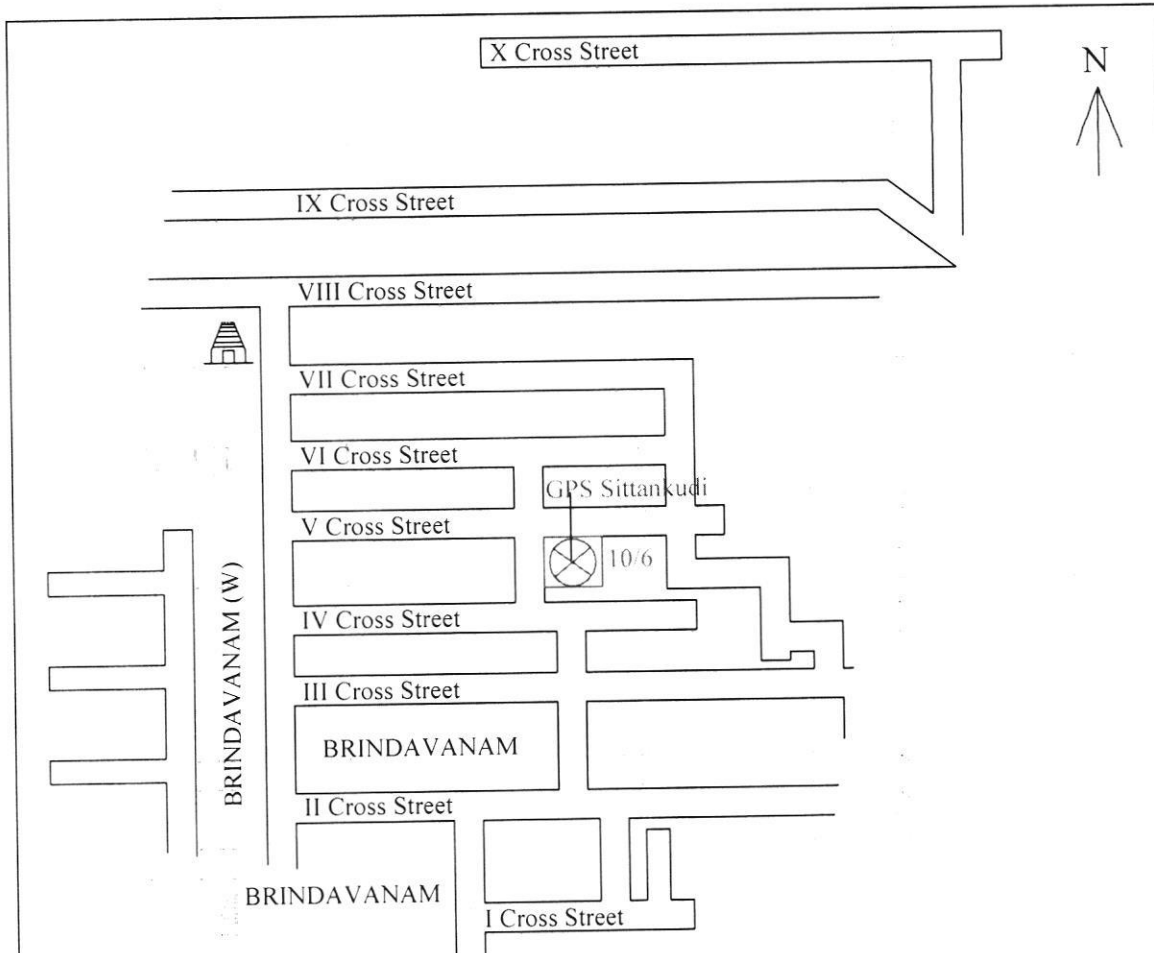 X Cross Street
N
IX Cross Street
VIII Cross Street
VII Cross Street
VI Cross Street
GPS Sittankudi
V Cross Street
10/6
IV Cross Street
BRINDAVANAM (W)
III Cross Street
BRINDAVANAM
II Cross Street
BRINDAVANAM
I Cross Street